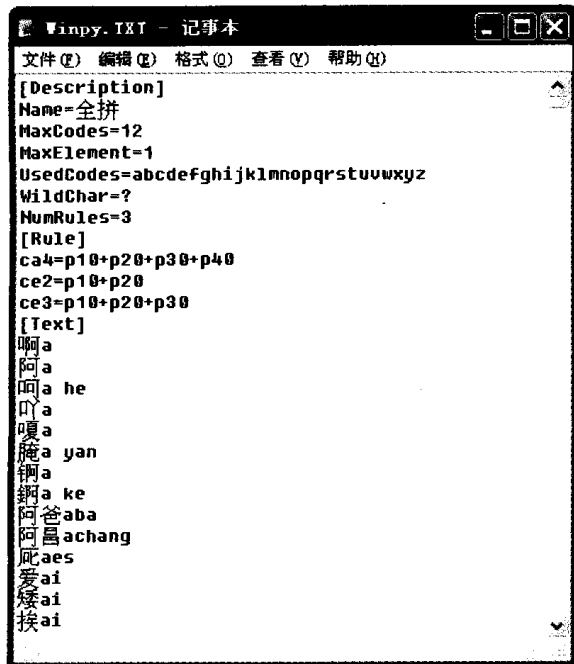 Winpy.TXT - 记事本
文件(F) 编辑(E) 格式(O) 查看(V) 帮助(H)
[Description]
Name=全拼
MaxCodes=12
MaxElement=1
UsedCodes=abcdefghijklmnopqrstuvwxyz
WildChar=?
NumRules=3
[Rule]
ca4=p10+p20+p30+p40
ce2=p10+p20
ce3=p10+p20+p30
[Text]
啊a
阿a
呵a he
吖a
嗄a
腌a yan
锕a
錒a ke
阿爸aba
阿昌achang
厑aes
爱ai
矮ai
挨ai